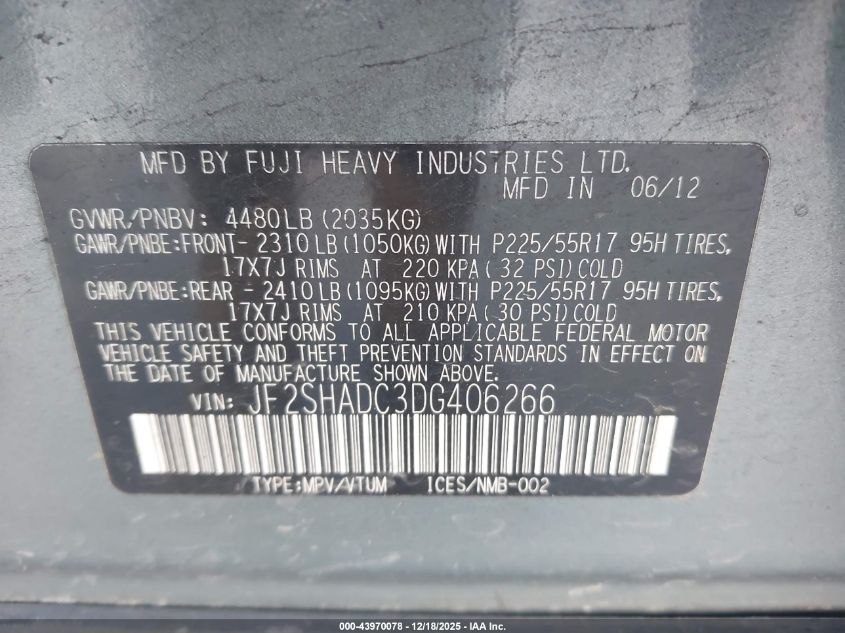 MFD BY FUJI HEAVY INDUSTRIES LTD.
MFD IN 06/12
GVWR/PNBV: 4480LB (2035KG)
GAWR/PNBE:FRONT- 2310LB (1050KG) WITH P225/55R17 95H TIRES,
17X7J RIMS AT 220 KPA (32 PSI) COLD
GAWR/PNBE:REAR - 2410LB (1095KG) WITH P225/55R17 95H TIRES,
17X7J RIMS AT 210 KPA (30 PSI) COLD
THIS VEHICLE CONFORMS TO ALL APPLICABLE FEDERAL MOTOR
VEHICLE SAFETY AND THEFT PREVENTION STANDARDS IN EFFECT ON
THE DATE OF MANUFACTURE SHOWN ABOVE.
VIN: JF2SHADC3DG406266
TYPE:MPV/VTUM ICES/NMB-002
000-43970078 - 12/18/2025 - IAA Inc.